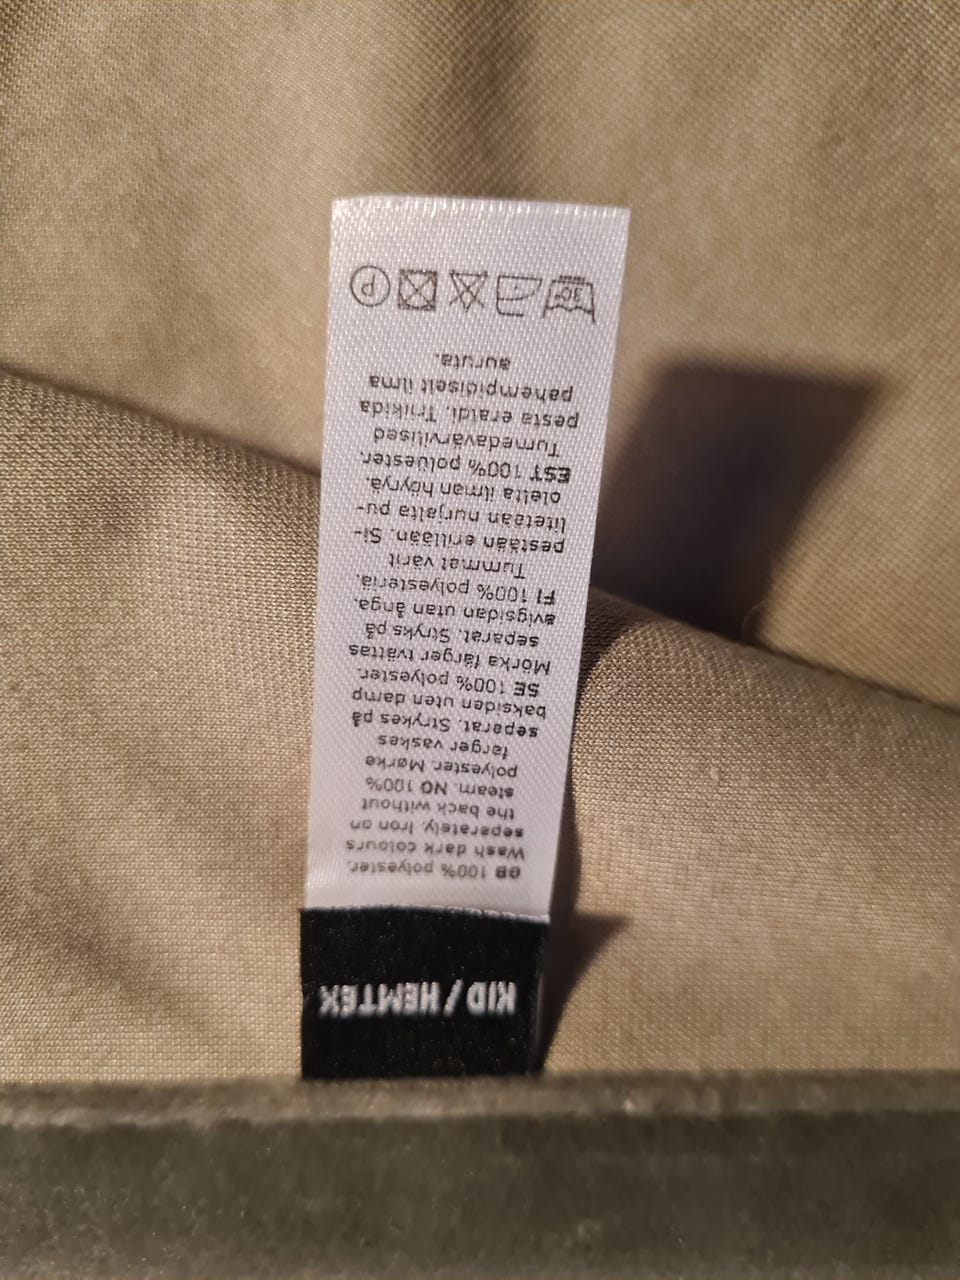 KID / HEMTEX
GB 100% polyester.
Wash dark colours
separately, Iron on
the back without
steam. NO 100%
polyester. Mørke
farger vaskes
separat. Strykes på
baksiden uten damp
SE 100% polyester.
Mörka färger tvättas
separat. Stryks på
avigsidan utan ånga.
FI 100% polyesteriä.
Tummat värit
pestään erillään. Si-
litetään nurjalta pu-
olelta ilman höyryä.
EST 100% polüester.
Tumedavärvilised
pesta eraldi. Triikida
pahempidiselt ilma
auruta.
30°
P